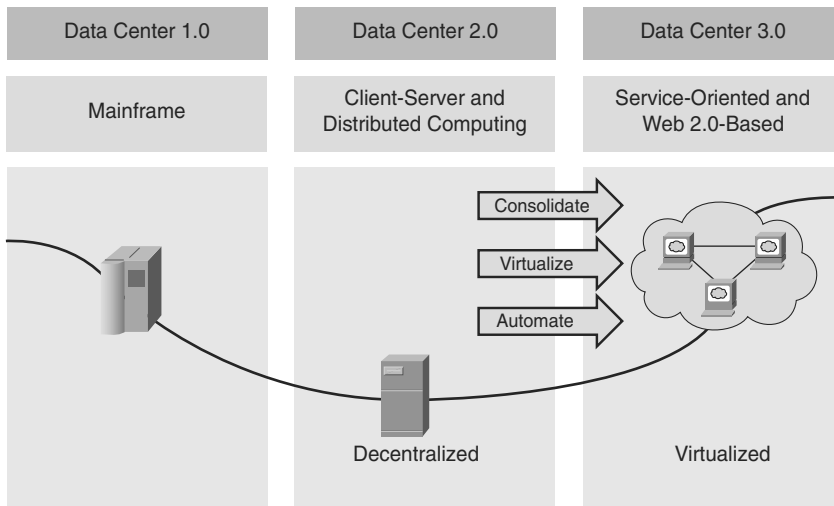 Data Center 1.0
Data Center 2.0
Data Center 3.0
Mainframe
Client-Server and
Distributed Computing
Service-Oriented and
Web 2.0-Based
Consolidate
Virtualize
Automate
Decentralized
Virtualized